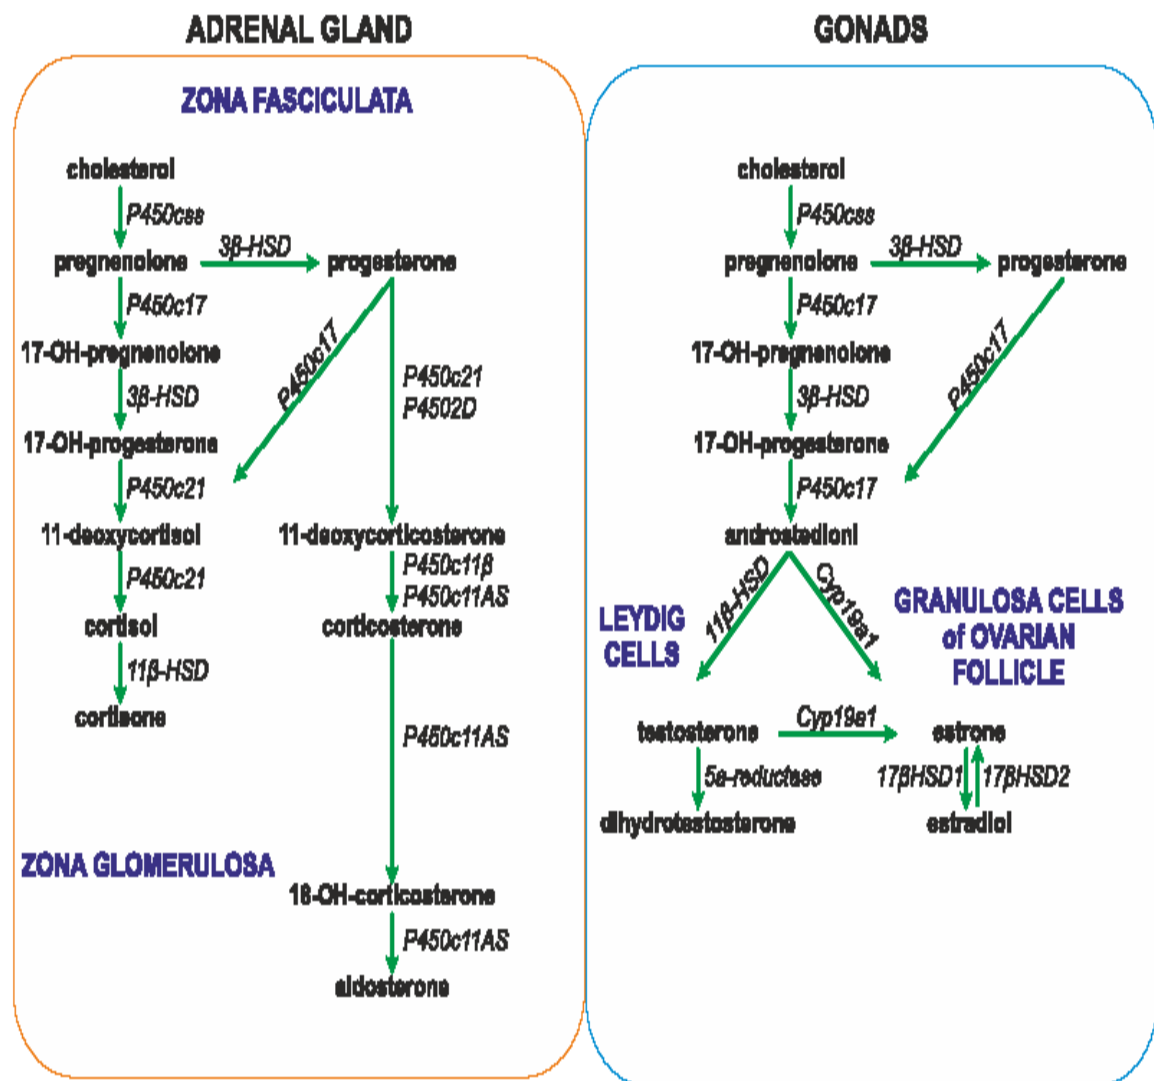 ADRENAL GLAND
ZONA FASCICULATA
cholesterol
P450css
pregnenolone
3β-HSD
progesterone
P450c17
17-OH-pregnenolone
3β-HSD
17-OH-progesterone
P450c17
P450c21
P4502D
P450c21
11-deoxycortisol
11-deoxycorticosterone
P450c21
P450c11β
P450c11AS
cortisol
corticosterone
11β-HSD
cortisone
P450c11AS
ZONA GLOMERULOSA
18-OH-corticosterone
P450c11AS
aldosterone
GONADS
cholesterol
P450css
pregnenolone
3β-HSD
progesterone
P450c17
17-OH-pregnenolone
P450c17
3β-HSD
17-OH-progesterone
P450c17
androstedionl
11β-HSD
Cyp19a1
LEYDIG
CELLS
GRANULOSA CELLS
of OVARIAN
FOLLICLE
testosterone
Cyp19a1
estrone
5a-reductase
17βHSD1
17βHSD2
dihydrotestosterone
estradiol